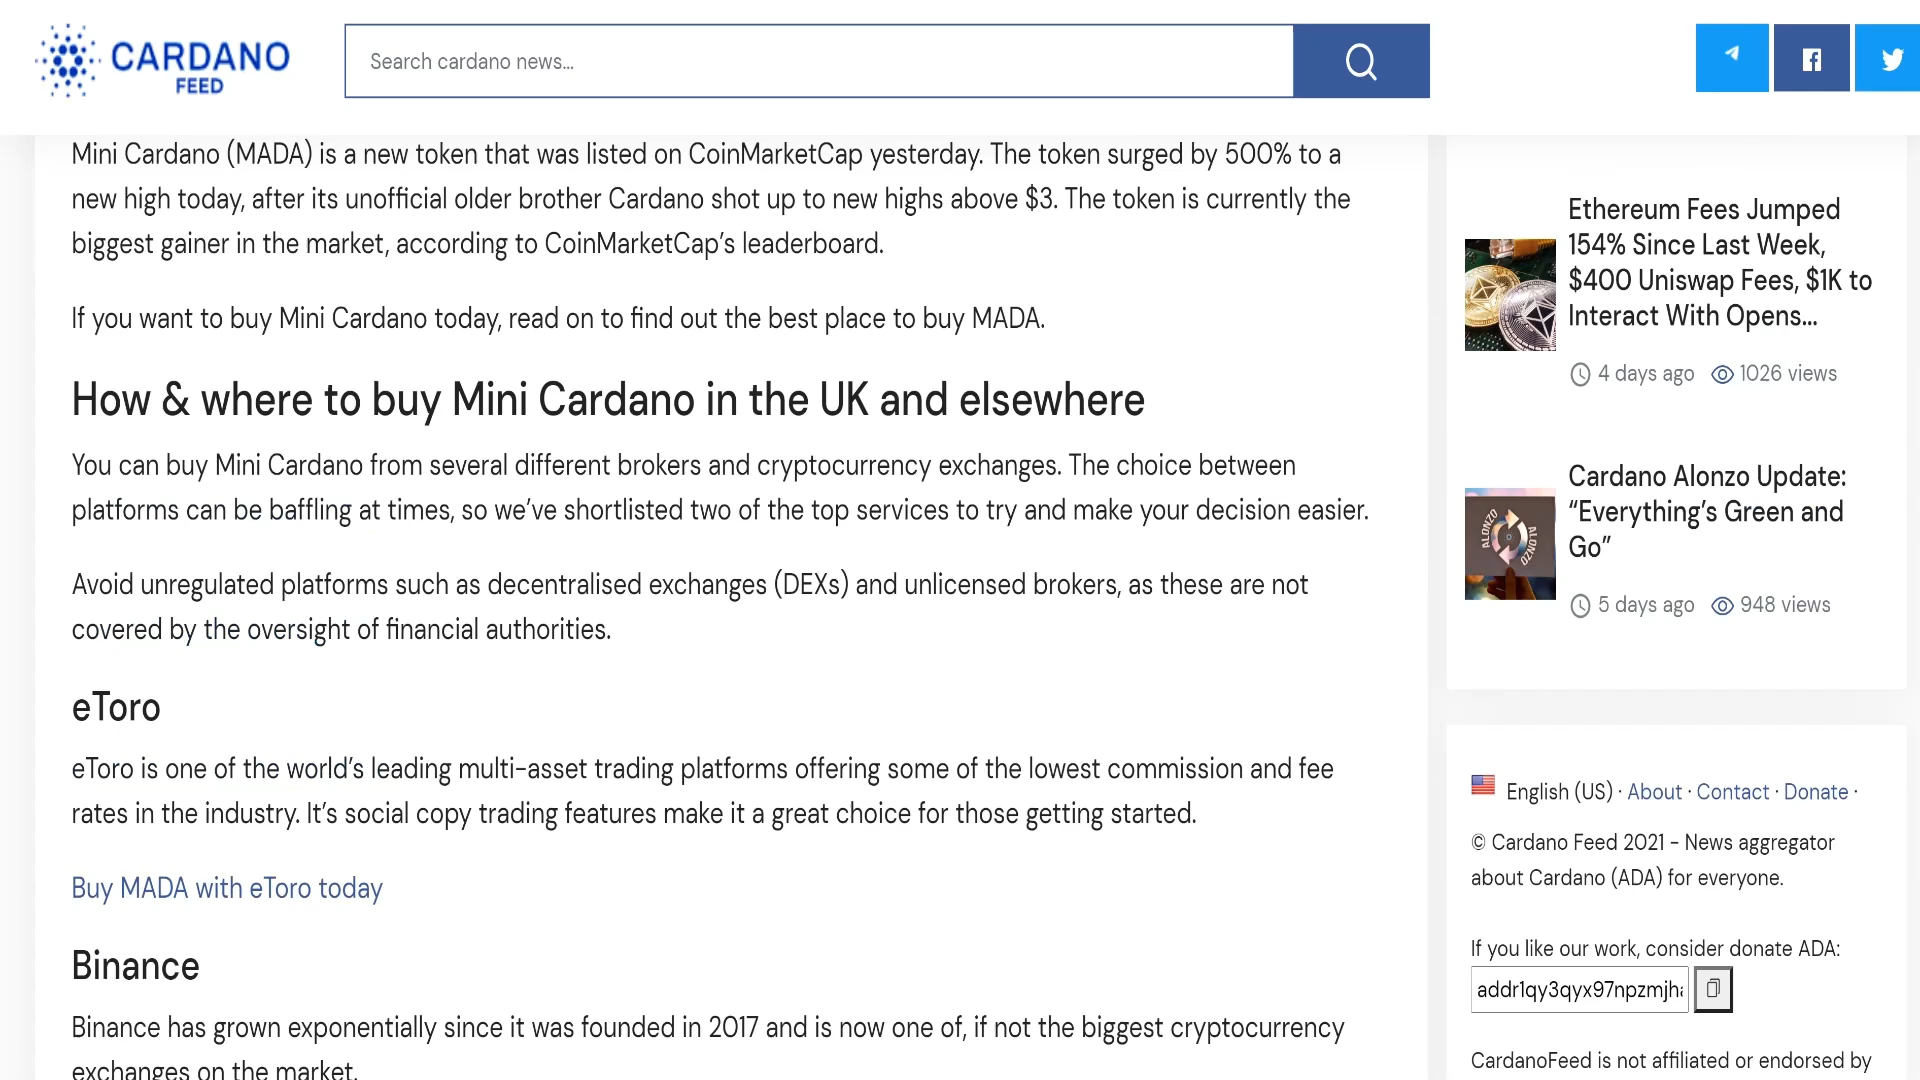 CARDANO
FEED
Search cardano news...
Mini Cardano (MADA) is a new token that was listed on CoinMarketCap yesterday. The token surged by 500% to a
new high today, after its unofficial older brother Cardano shot up to new highs above $3. The token is currently the
biggest gainer in the market, according to CoinMarketCap's leaderboard.
If you want to buy Mini Cardano today, read on to find out the best place to buy MADA.
How & where to buy Mini Cardano in the UK and elsewhere
You can buy Mini Cardano from several different brokers and cryptocurrency exchanges. The choice between
platforms can be baffling at times, so we've shortlisted two of the top services to try and make your decision easier.
Avoid unregulated platforms such as decentralised exchanges (DEXs) and unlicensed brokers, as these are not
covered by the oversight of financial authorities.
eToro
eToro is one of the world's leading multi-asset trading platforms offering some of the lowest commission and fee
rates in the industry. It's social copy trading features make it a great choice for those getting started.
Buy MADA with eToro today
Binance
Binance has grown exponentially since it was founded in 2017 and is now one of, if not the biggest cryptocurrency
exchanges on the market.
Ethereum Fees Jumped
154% Since Last Week,
$400 Uniswap Fees, $1K to
Interact With Opens...
4 days ago 1026 views
ALONZO
ALONZO
Cardano Alonzo Update:
“Everything's Green and
Go”
5 days ago 948 views
English (US) · About · Contact · Donate ·
© Cardano Feed 2021 - News aggregator
about Cardano (ADA) for everyone.
If you like our work, consider donate ADA:
addr1qy3qyx97npzmjh
CardanoFeed is not affiliated or endorsed by